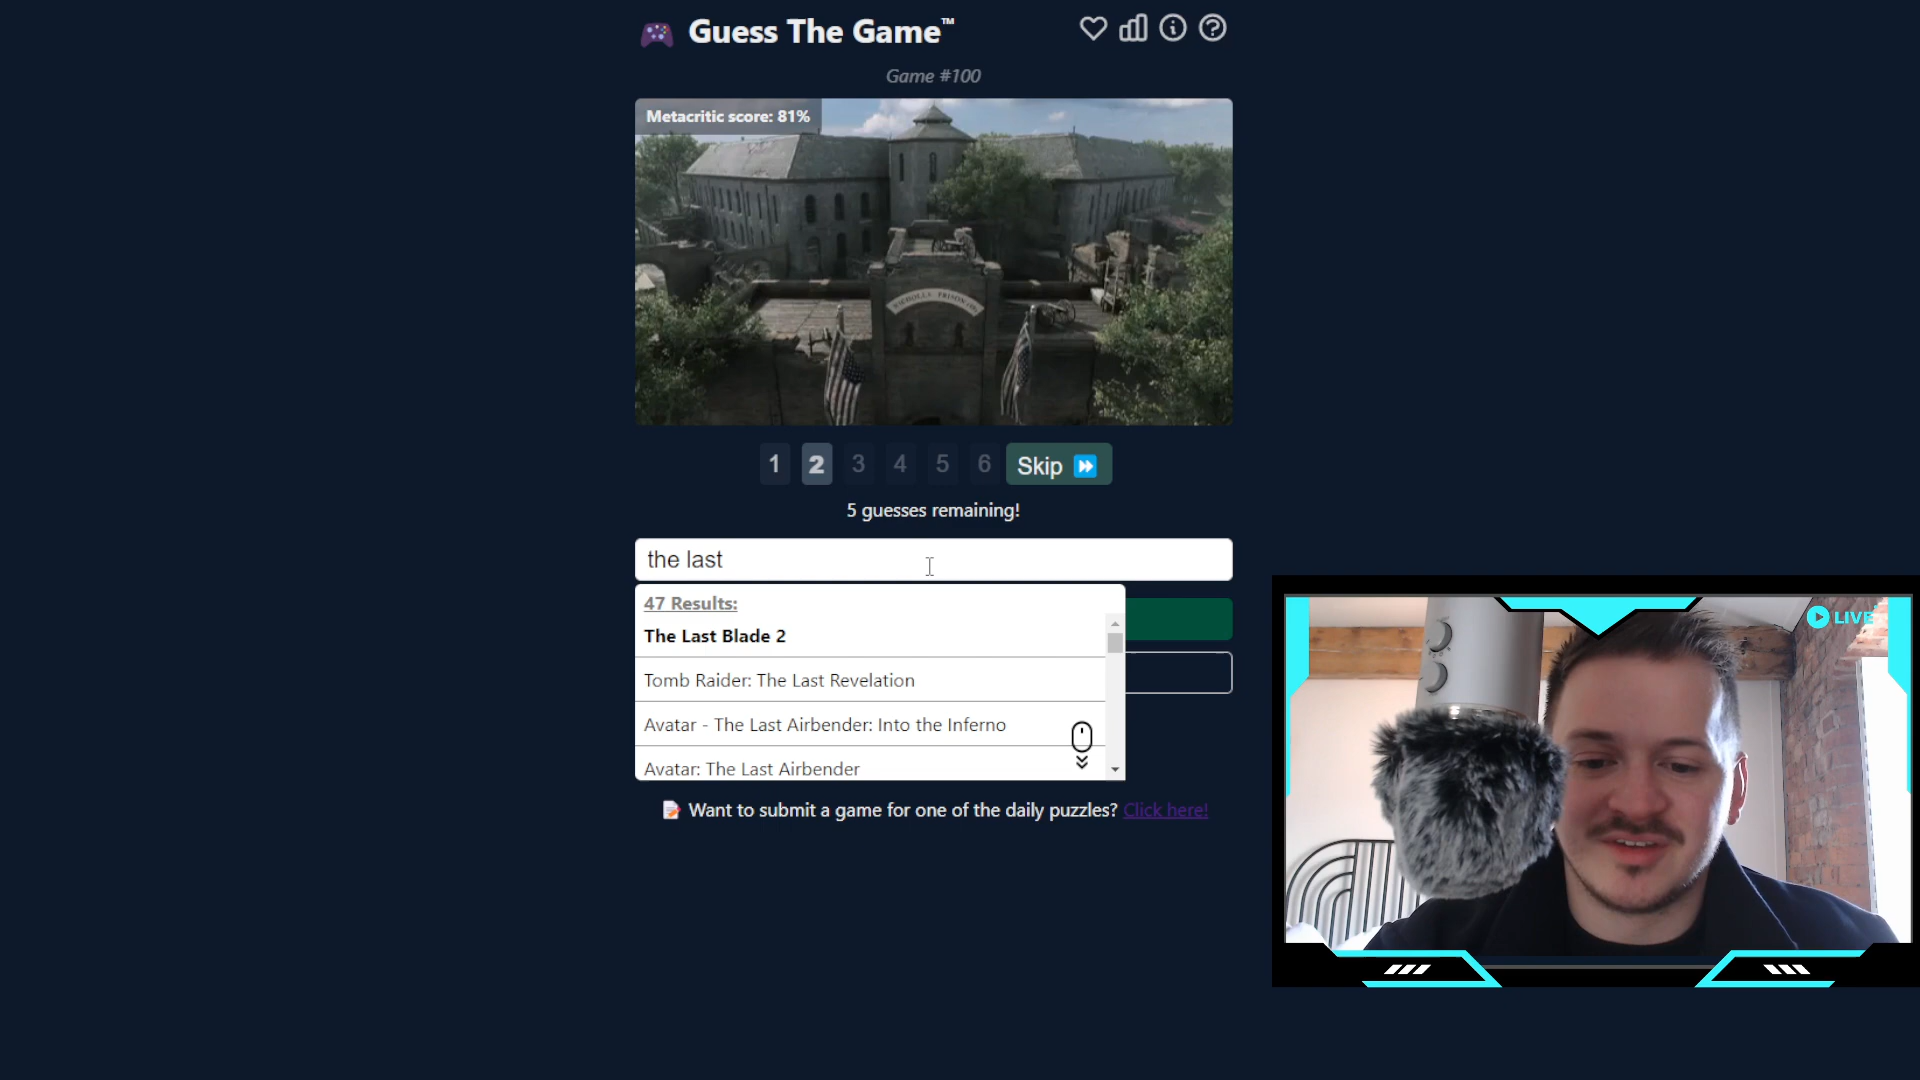 Guess The Game™
Game #100
Metacritic score: 81%
1 2 3 4 5 6 Skip
5 guesses remaining!
the last
47 Results:
The Last Blade 2
Tomb Raider: The Last Revelation
Avatar - The Last Airbender: Into the Inferno
Avatar: The Last Airbender
Want to submit a game for one of the daily puzzles? Click here!
LIVE